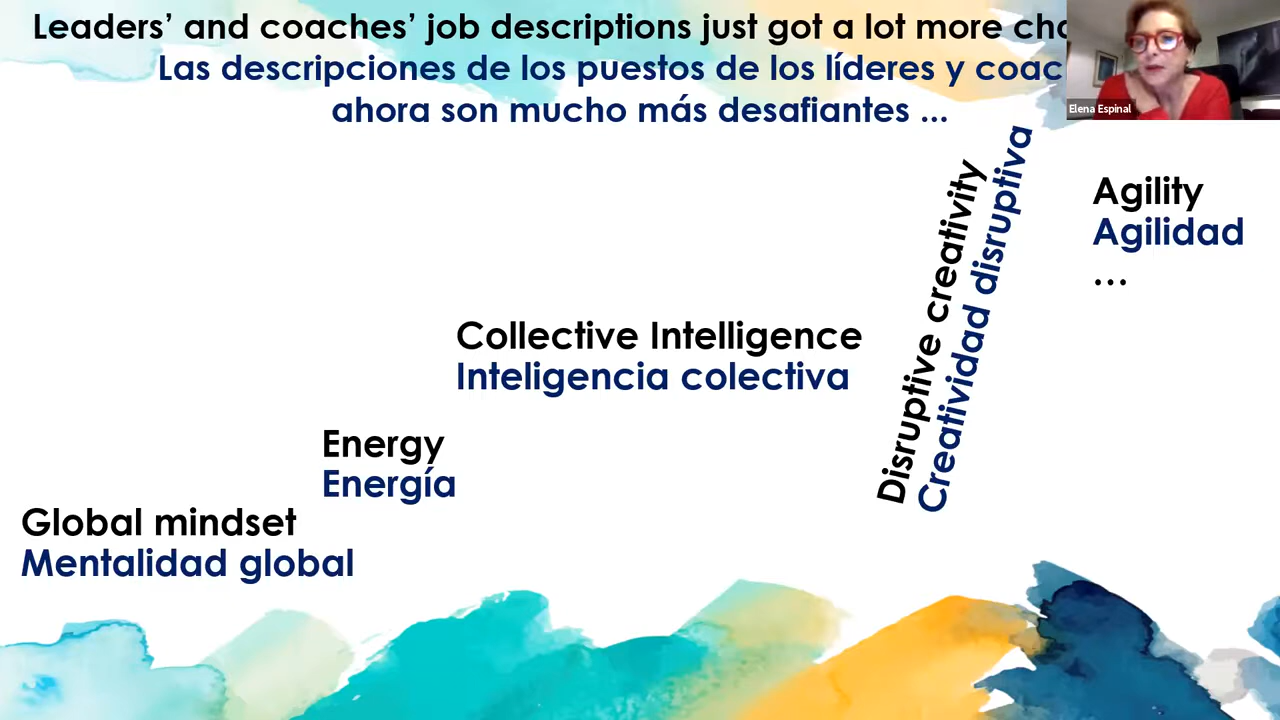 Leaders’ and coaches’ job descriptions just got a lot more
Las descripciones de los puestos de los líderes y
ahora son mucho más desafiantes ...
Elena Espinal
Agility
Agilidad
...
Disruptive creativity
Creatividad disruptiva
Collective Intelligence
Inteligencia colectiva
Energy
Energía
Global mindset
Mentalidad global